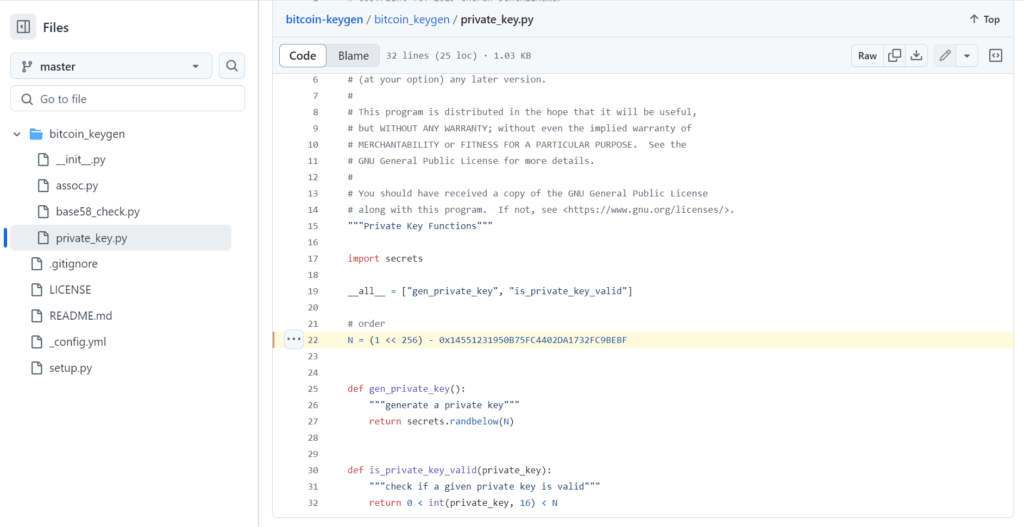 Files
master
Go to file
bitcoin_keygen
__init__.py
assoc.py
base58_check.py
private_key.py
.gitignore
LICENSE
README.md
_config.yml
setup.py
bitcoin-keygen / bitcoin_keygen / private_key.py
Top
Code Blame 32 lines (25 loc) · 1.03 KB Raw
6 # (at your option) any later version.
7 #
8 # This program is distributed in the hope that it will be useful,
9 # but WITHOUT ANY WARRANTY; without even the implied warranty of
10 # MERCHANTABILITY or FITNESS FOR A PARTICULAR PURPOSE.  See the
11 # GNU General Public License for more details.
12 #
13 # You should have received a copy of the GNU General Public License
14 # along with this program.  If not, see <https://www.gnu.org/licenses/>.
15 """Private Key Functions"""
16
17 import secrets
18
19 __all__ = ["gen_private_key", "is_private_key_valid"]
20
21 # order
22 N = (1 << 256) - 0x14551231950B75FC4402DA1732FC9BEBF
23
24
25 def gen_private_key():
26     """generate a private key"""
27     return secrets.randbelow(N)
28
29
30 def is_private_key_valid(private_key):
31     """check if a given private key is valid"""
32     return 0 < int(private_key, 16) < N